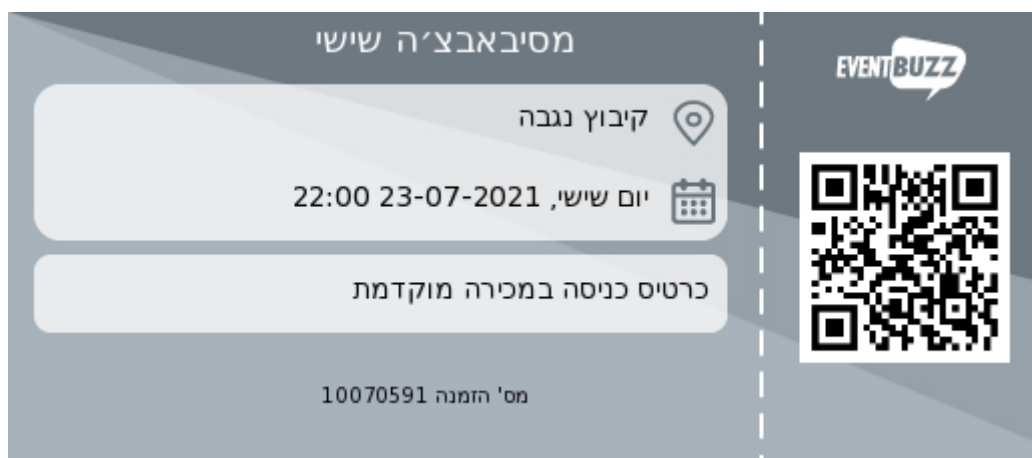 מסיבאבצ׳ה שישי
EVENTBUZZ
קיבוץ נגבה
יום שישי, 23-07-2021 22:00
כרטיס כניסה במכירה מוקדמת
מס' הזמנה 10070591